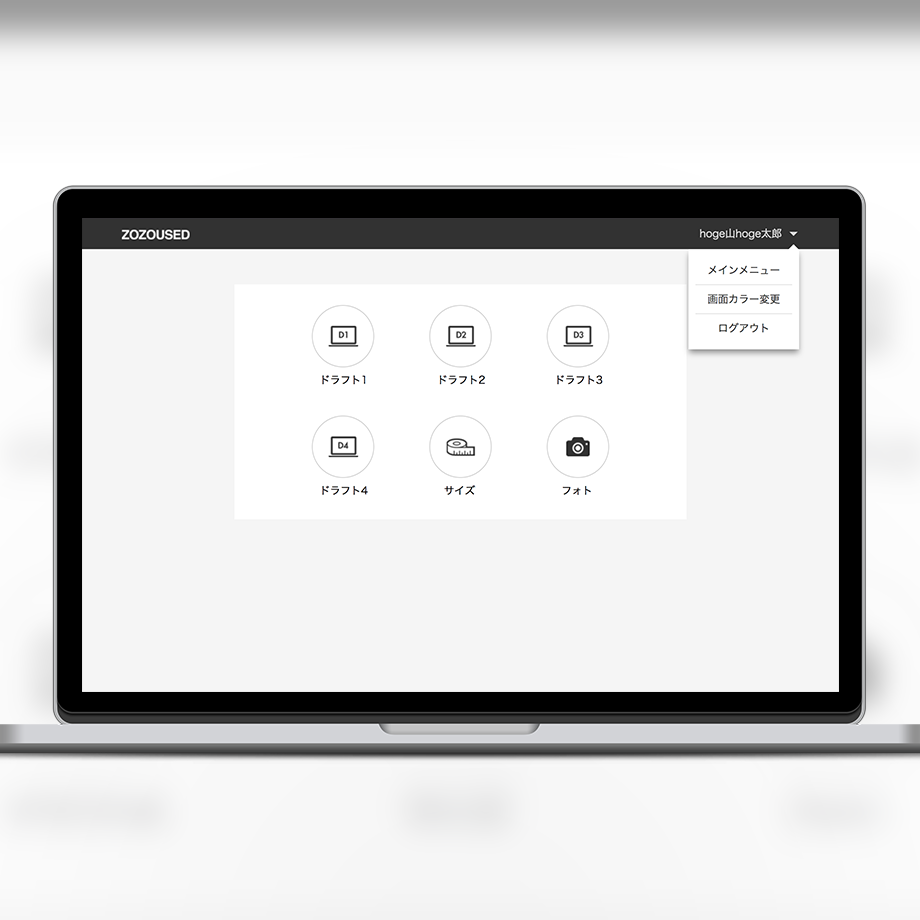 ZOZOUSED
hoge山hoge太郎
メインメニュー
画面カラー変更
ログアウト
D1
D2
D3
ドラフト1
ドラフト2
ドラフト3
D4
ドラフト4
サイズ
フォト